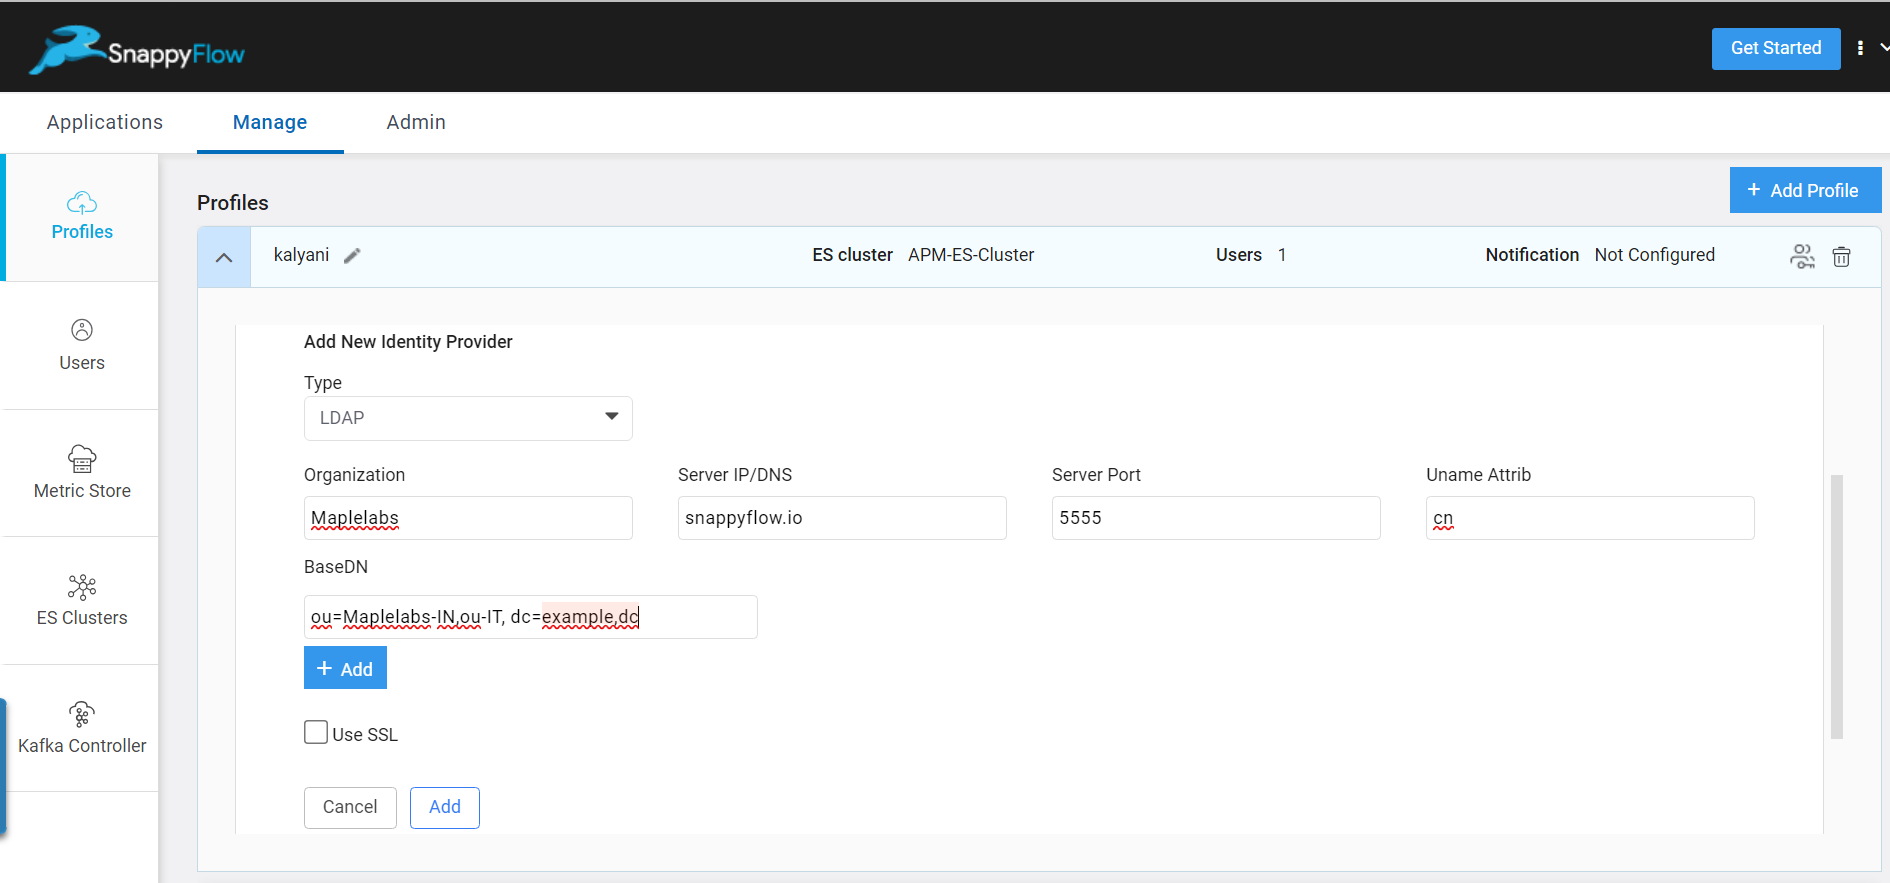 SnappyFlow
Get Started
Applications
Manage
Admin
Profiles
Users
Metric Store
ES Clusters
Kafka Controller
Profiles
+ Add Profile
kalyani
ES cluster APM-ES-Cluster
Users 1
Notification Not Configured
Add New Identity Provider
Type
LDAP
Organization
Server IP/DNS
Server Port
Uname Attrib
Maplelabs
snappyflow.io
5555
cn
BaseDN
ou=Maplelabs-IN,ou-IT, dc=example,dc
+ Add
Use SSL
Cancel
Add